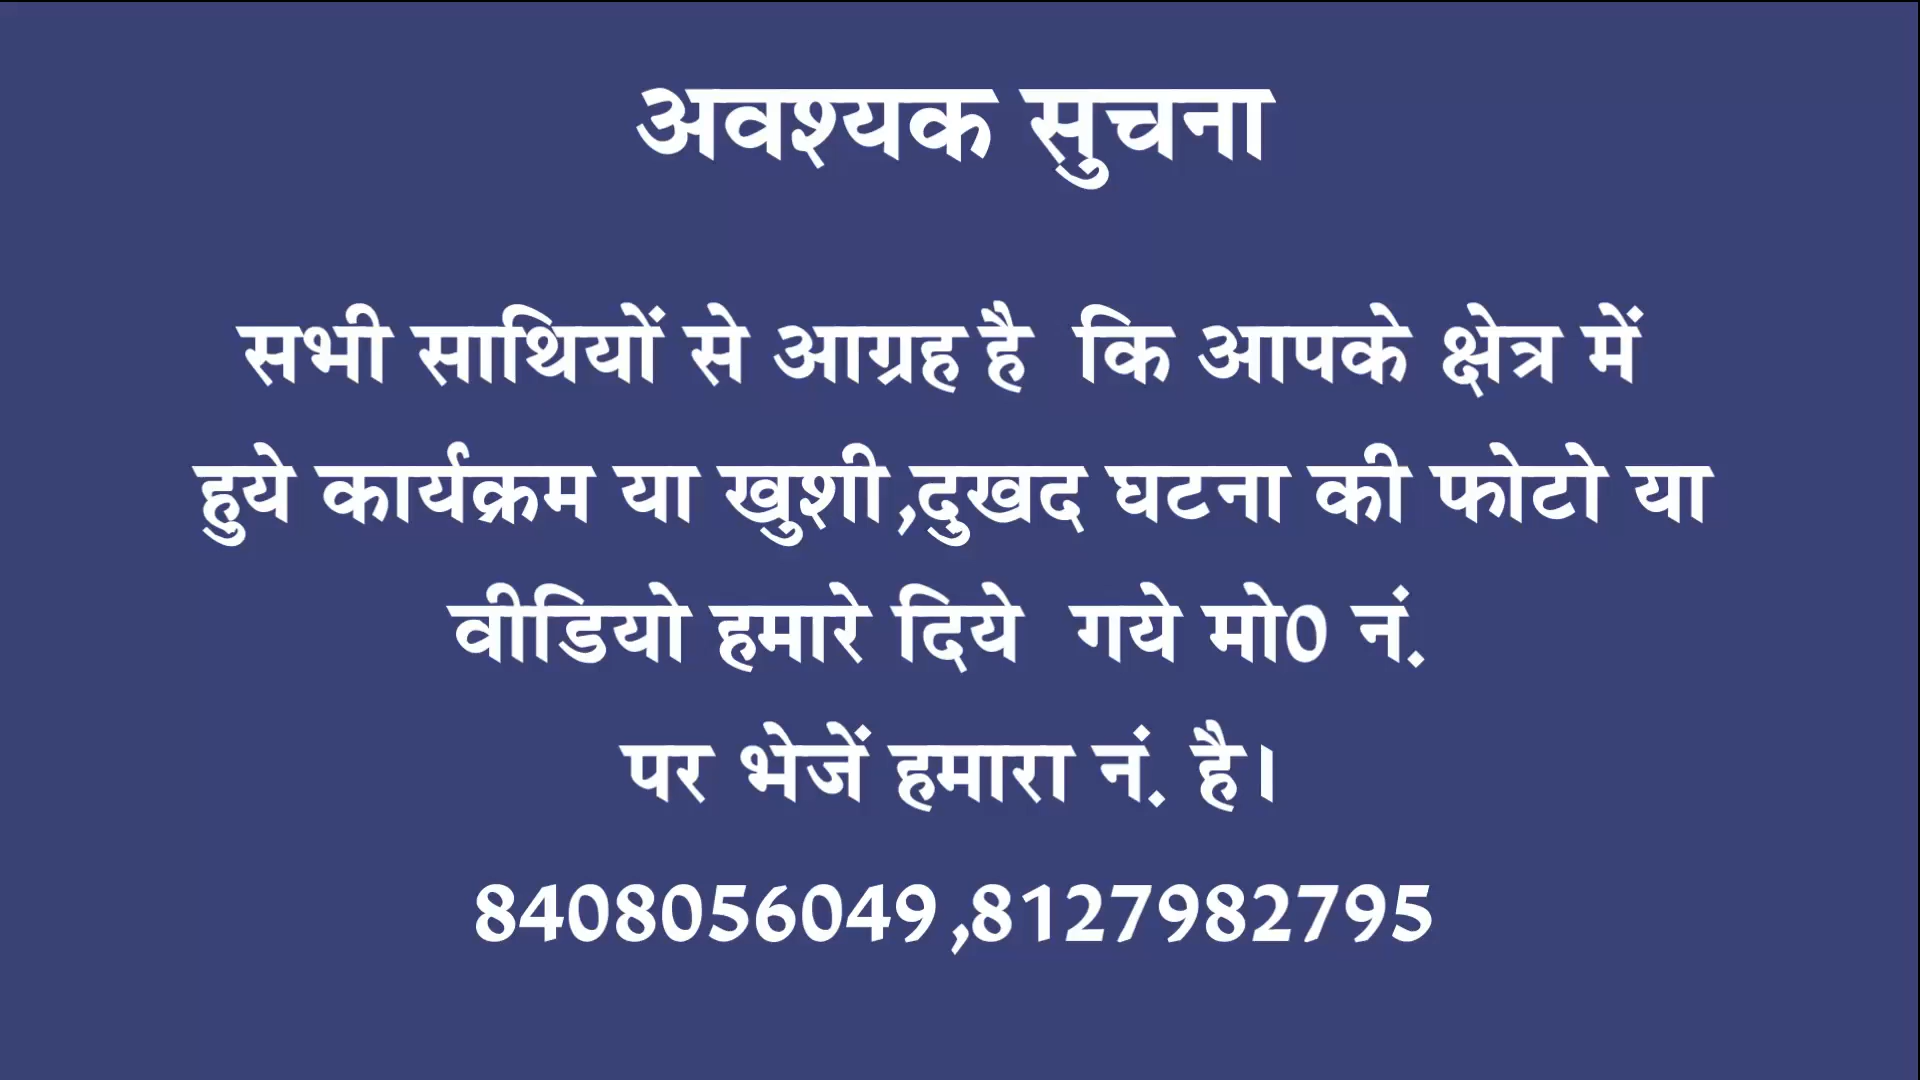 अवश्यक सुचना
सभी साथियों से आग्रह है कि आपके क्षेत्र में
हुये कार्यक्रम या खुशी,दुखद घटना की फोटो या
वीडियो हमारे दिये गये मो0 नं.
पर भेजें हमारा नं. है।
8408056049,8127982795